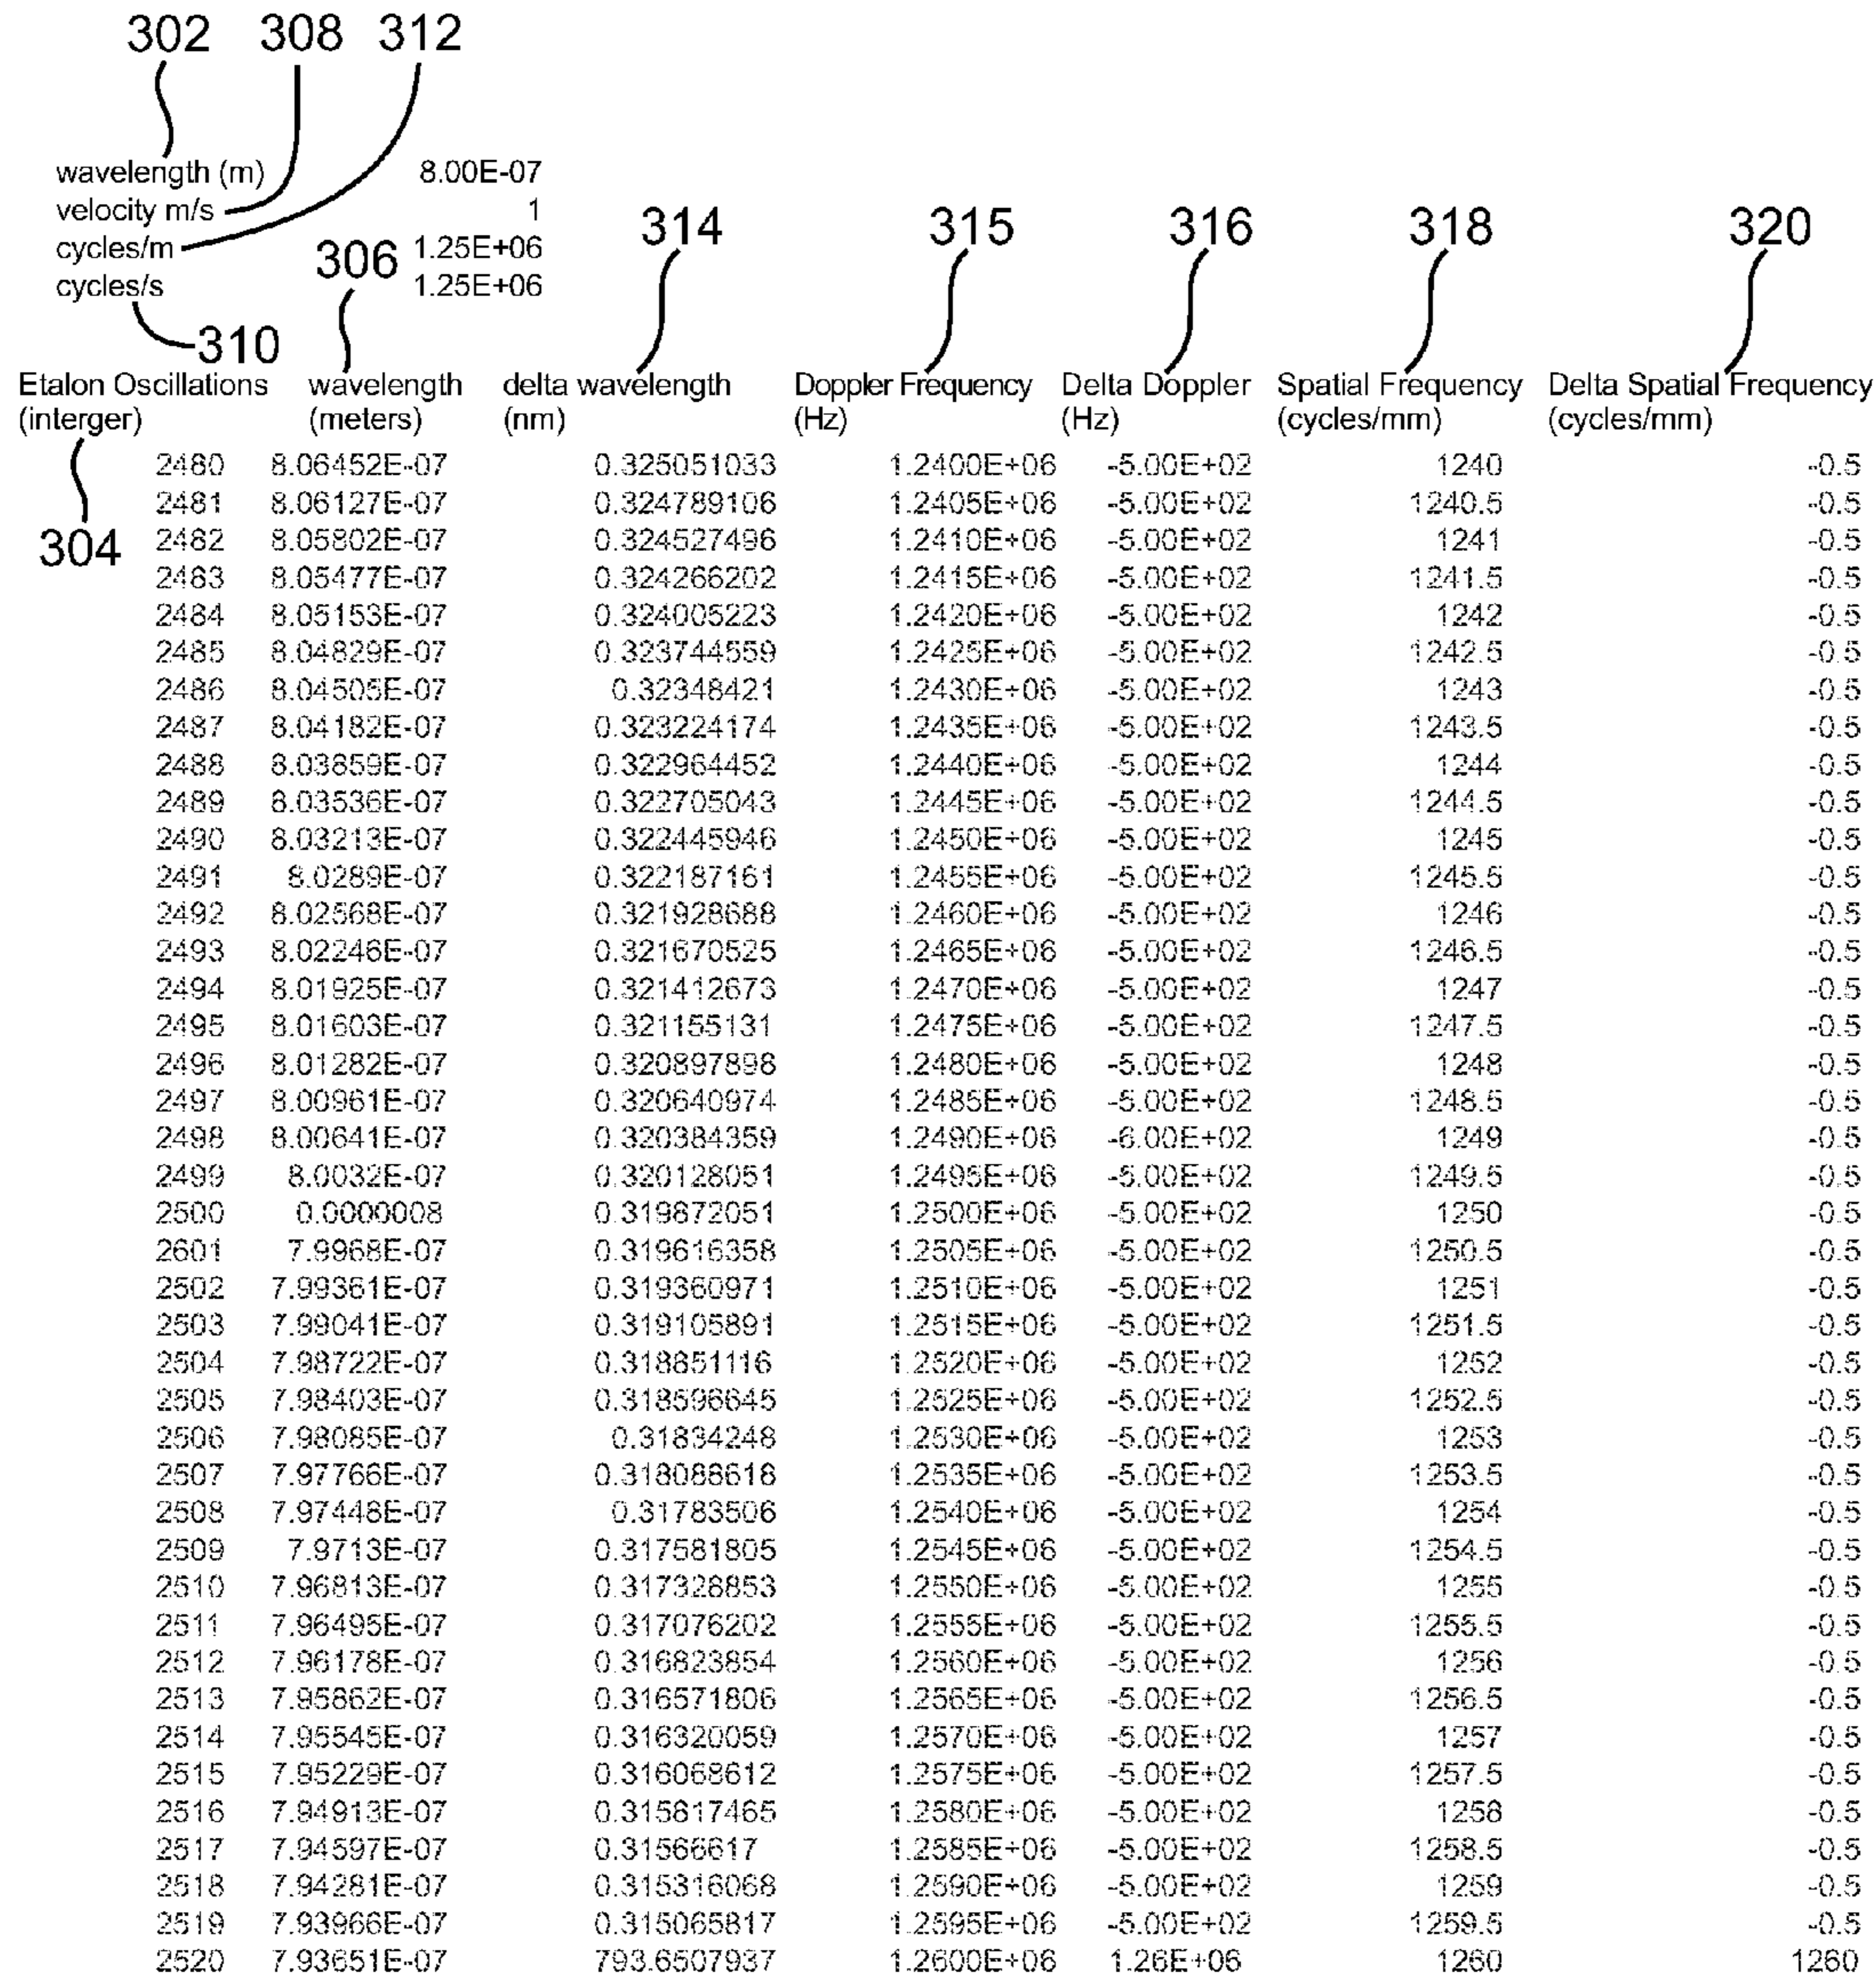 302 308 312
wavelength (m) 8.00E-07
velocity m/s 1
cycles/m 1.25E+06
cycles/s 1.25E+06
306 314 315 316 318 320
310
Etalon Oscillations (interger) wavelength (meters) delta wavelength (nm) Doppler Frequency (Hz) Delta Doppler (Hz) Spatial Frequency (cycles/mm) Delta Spatial Frequency (cycles/mm)
304
2480 8.06452E-07 0.325051033 1.2400E+06 -5.00E+02 1240 -0.5
2481 8.06127E-07 0.324789106 1.2405E+06 -5.00E+02 1240.5 -0.5
2482 8.05802E-07 0.324527496 1.2410E+06 -5.00E+02 1241 -0.5
2483 8.05477E-07 0.324266202 1.2415E+06 -5.00E+02 1241.5 -0.5
2484 8.05153E-07 0.324005223 1.2420E+06 -5.00E+02 1242 -0.5
2485 8.04829E-07 0.323744559 1.2425E+06 -5.00E+02 1242.5 -0.5
2486 8.04505E-07 0.32348421 1.2430E+06 -5.00E+02 1243 -0.5
2487 8.04182E-07 0.323224174 1.2435E+06 -5.00E+02 1243.5 -0.5
2488 8.03859E-07 0.322964452 1.2440E+06 -5.00E+02 1244 -0.5
2489 8.03536E-07 0.322705043 1.2445E+06 -5.00E+02 1244.5 -0.5
2490 8.03213E-07 0.322445946 1.2450E+06 -5.00E+02 1245 -0.5
2491 8.0289E-07 0.322187161 1.2455E+06 -5.00E+02 1245.5 -0.5
2492 8.02568E-07 0.321928688 1.2460E+06 -5.00E+02 1246 -0.5
2493 8.02246E-07 0.321670525 1.2465E+06 -5.00E+02 1246.5 -0.5
2494 8.01925E-07 0.321412673 1.2470E+06 -5.00E+02 1247 -0.5
2495 8.01603E-07 0.321155131 1.2475E+06 -5.00E+02 1247.5 -0.5
2496 8.01282E-07 0.320897898 1.2480E+06 -5.00E+02 1248 -0.5
2497 8.00961E-07 0.320640974 1.2485E+06 -5.00E+02 1248.5 -0.5
2498 8.00641E-07 0.320384359 1.2490E+06 -6.00E+02 1249 -0.5
2499 8.0032E-07 0.320128051 1.2495E+06 -5.00E+02 1249.5 -0.5
2500 0.0000008 0.319872051 1.2500E+06 -5.00E+02 1250 -0.5
2601 7.9968E-07 0.319616358 1.2505E+06 -5.00E+02 1250.5 -0.5
2502 7.99361E-07 0.319360971 1.2510E+06 -5.00E+02 1251 -0.5
2503 7.99041E-07 0.319105891 1.2515E+06 -5.00E+02 1251.5 -0.5
2504 7.98722E-07 0.318851116 1.2520E+06 -5.00E+02 1252 -0.5
2505 7.98403E-07 0.318596645 1.2525E+06 -5.00E+02 1252.5 -0.5
2506 7.98085E-07 0.31834248 1.2530E+06 -5.00E+02 1253 -0.5
2507 7.97766E-07 0.318088618 1.2535E+06 -5.00E+02 1253.5 -0.5
2508 7.97448E-07 0.31783506 1.2540E+06 -5.00E+02 1254 -0.5
2509 7.9713E-07 0.317581805 1.2545E+06 -5.00E+02 1254.5 -0.5
2510 7.96813E-07 0.317328853 1.2550E+06 -5.00E+02 1255 -0.5
2511 7.96495E-07 0.317076202 1.2555E+06 -5.00E+02 1255.5 -0.5
2512 7.96178E-07 0.316823854 1.2560E+06 -5.00E+02 1256 -0.5
2513 7.95862E-07 0.316571806 1.2565E+06 -5.00E+02 1256.5 -0.5
2514 7.95545E-07 0.316320059 1.2570E+06 -5.00E+02 1257 -0.5
2515 7.95229E-07 0.316068612 1.2575E+06 -5.00E+02 1257.5 -0.5
2516 7.94913E-07 0.315817465 1.2580E+06 -5.00E+02 1258 -0.5
2517 7.94597E-07 0.31566617 1.2585E+06 -5.00E+02 1258.5 -0.5
2518 7.94281E-07 0.315316068 1.2590E+06 -5.00E+02 1259 -0.5
2519 7.93966E-07 0.315065817 1.2595E+06 -5.00E+02 1259.5 -0.5
2520 7.93651E-07 793.6507937 1.2600E+06 1.26E+06 1260 1260